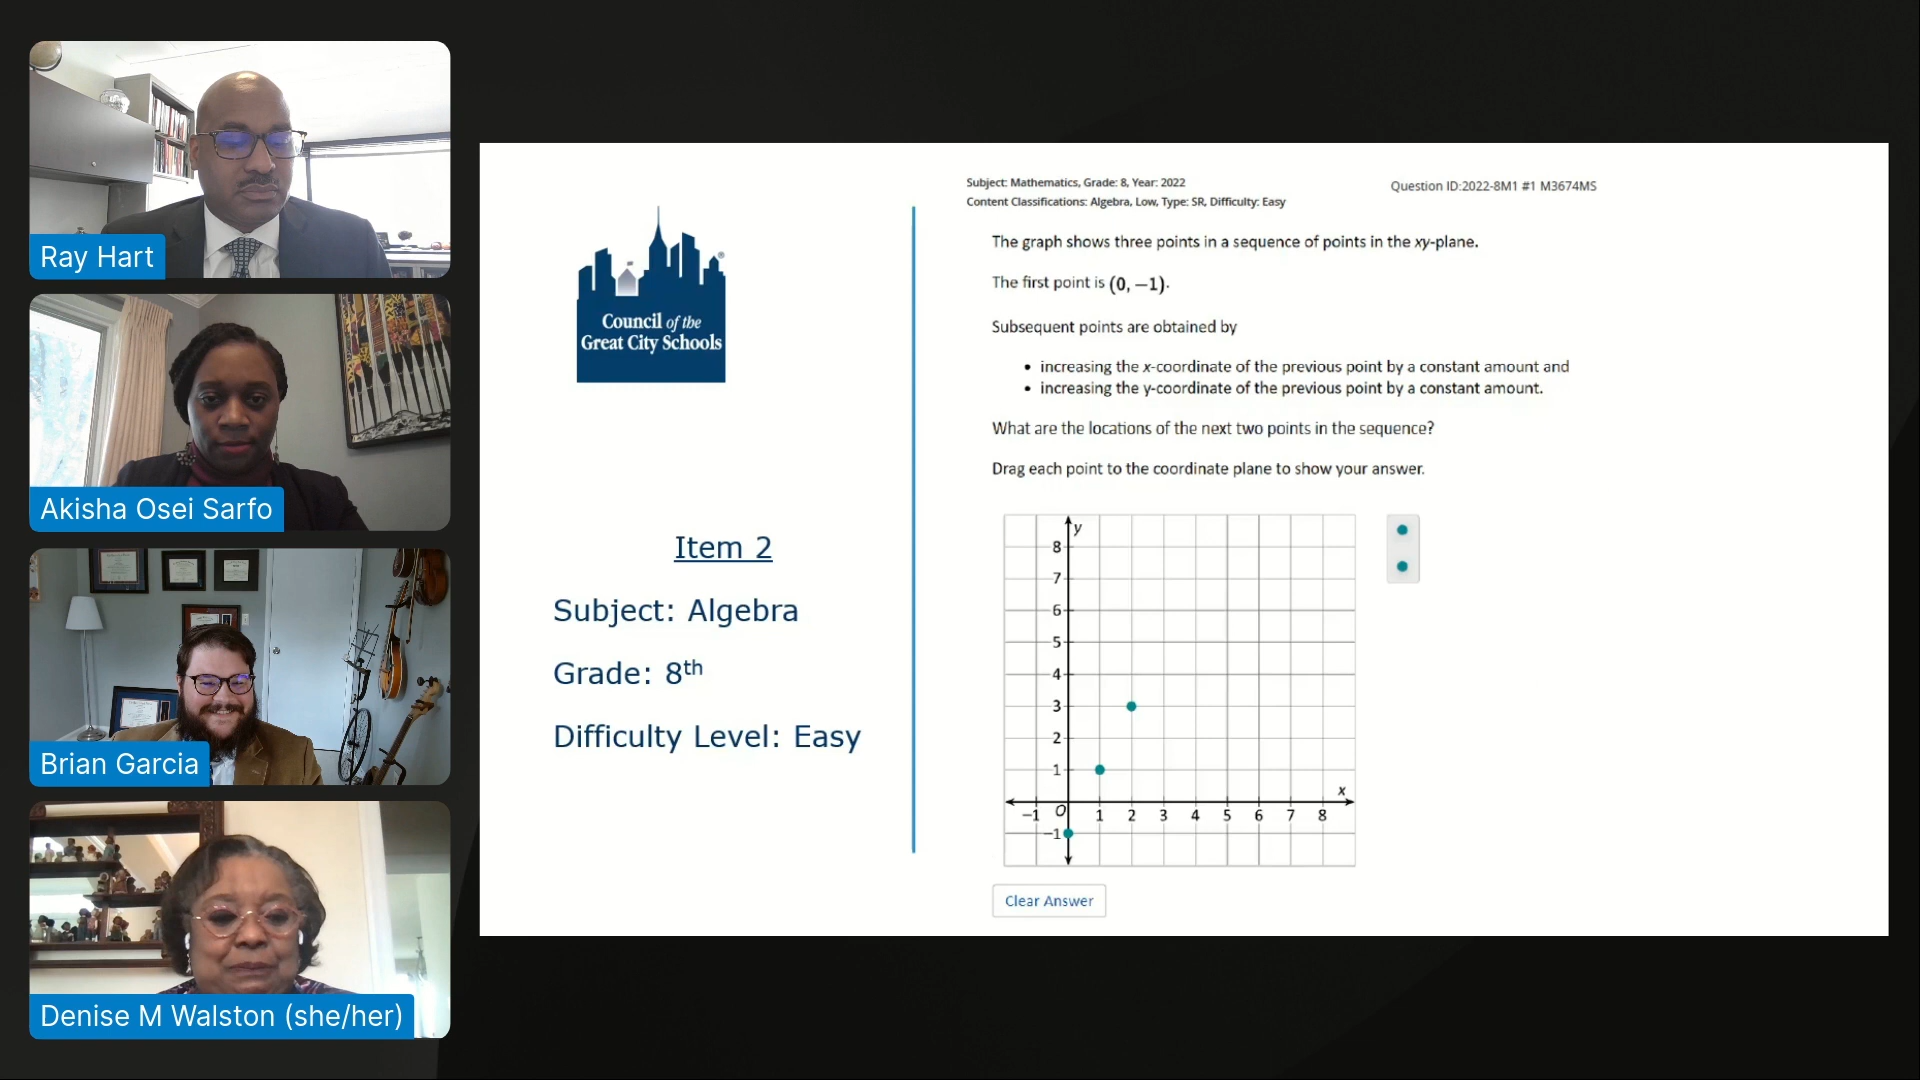 Ray Hart
Akisha Osei Sarfo
Brian Garcia
Denise M Walston (she/her)
Council of the
Great City Schools
®
Item 2
Subject: Algebra
Grade: 8th
Difficulty Level: Easy
Subject: Mathematics, Grade: 8, Year: 2022
Content Classifications: Algebra, Low, Type: SR, Difficulty: Easy
Question ID:2022-8M1 #1 M3674MS
The graph shows three points in a sequence of points in the xy-plane.
The first point is (0, −1).
Subsequent points are obtained by
• increasing the x-coordinate of the previous point by a constant amount and
• increasing the y-coordinate of the previous point by a constant amount.
What are the locations of the next two points in the sequence?
Drag each point to the coordinate plane to show your answer.
y
8
7
6
5
4
3
2
1
x
−1 O 1 2 3 4 5 6 7 8
−1
Clear Answer